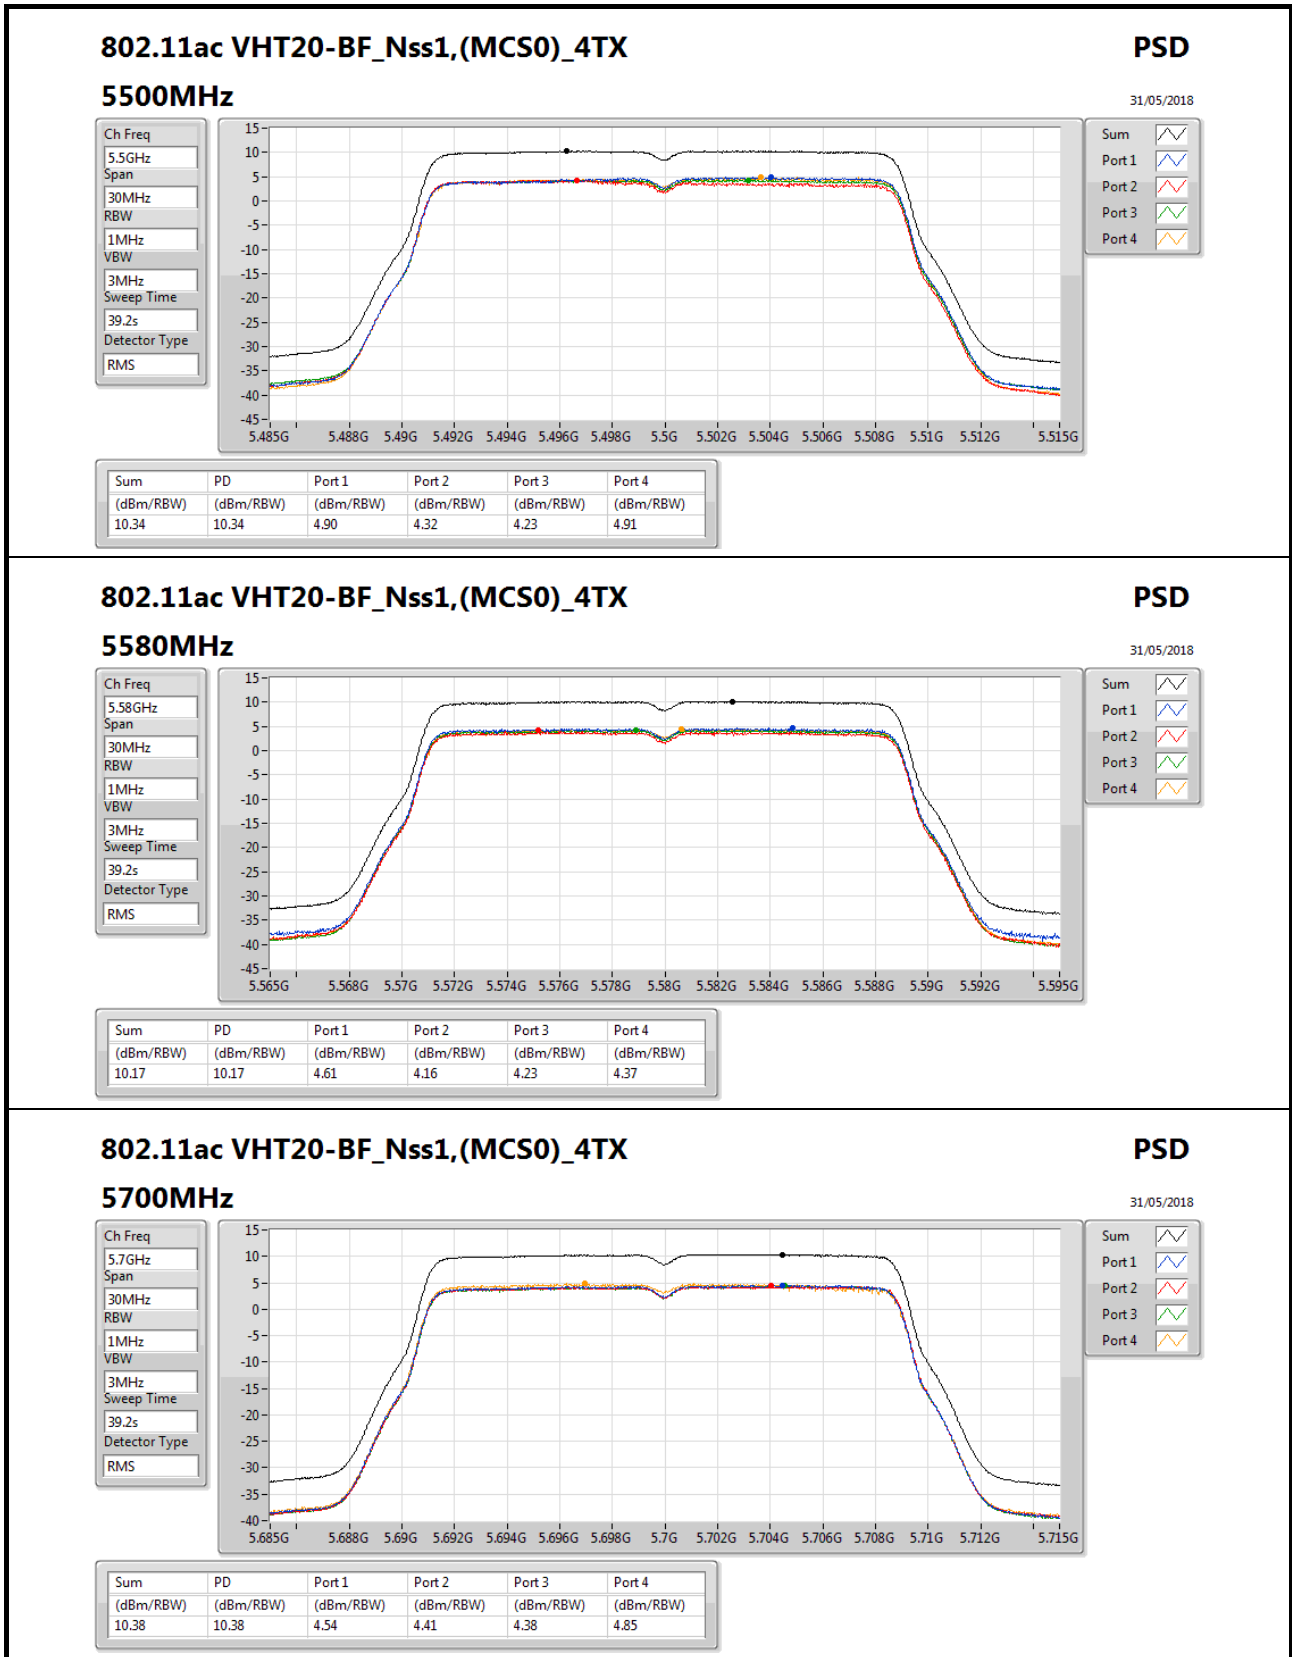 802.11ac VHT20-BF_Nss1,(MCS0)_4TX PSD
5500MHz 31/05/2018
Ch Freq
5.5GHz
Span
30MHz
RBW
1MHz
VBW
3MHz
Sweep Time
39.2s
Detector Type
RMS
15
10
5
0
-5
-10
-15
-20
-25
-30
-35
-40
-45
5.485G 5.488G 5.49G 5.492G 5.494G 5.496G 5.498G 5.5G 5.502G 5.504G 5.506G 5.508G 5.51G 5.512G 5.515G
Sum
Port 1
Port 2
Port 3
Port 4
Sum PD Port 1 Port 2 Port 3 Port 4
(dBm/RBW) (dBm/RBW) (dBm/RBW) (dBm/RBW) (dBm/RBW) (dBm/RBW)
10.34 10.34 4.90 4.32 4.23 4.91
802.11ac VHT20-BF_Nss1,(MCS0)_4TX PSD
5580MHz 31/05/2018
Ch Freq
5.58GHz
Span
30MHz
RBW
1MHz
VBW
3MHz
Sweep Time
39.2s
Detector Type
RMS
15
10
5
0
-5
-10
-15
-20
-25
-30
-35
-40
-45
5.565G 5.568G 5.57G 5.572G 5.574G 5.576G 5.578G 5.58G 5.582G 5.584G 5.586G 5.588G 5.59G 5.592G 5.595G
Sum
Port 1
Port 2
Port 3
Port 4
Sum PD Port 1 Port 2 Port 3 Port 4
(dBm/RBW) (dBm/RBW) (dBm/RBW) (dBm/RBW) (dBm/RBW) (dBm/RBW)
10.17 10.17 4.61 4.16 4.23 4.37
802.11ac VHT20-BF_Nss1,(MCS0)_4TX PSD
5700MHz 31/05/2018
Ch Freq
5.7GHz
Span
30MHz
RBW
1MHz
VBW
3MHz
Sweep Time
39.2s
Detector Type
RMS
15
10
5
0
-5
-10
-15
-20
-25
-30
-35
-40
5.685G 5.688G 5.69G 5.692G 5.694G 5.696G 5.698G 5.7G 5.702G 5.704G 5.706G 5.708G 5.71G 5.712G 5.715G
Sum
Port 1
Port 2
Port 3
Port 4
Sum PD Port 1 Port 2 Port 3 Port 4
(dBm/RBW) (dBm/RBW) (dBm/RBW) (dBm/RBW) (dBm/RBW) (dBm/RBW)
10.38 10.38 4.54 4.41 4.38 4.85